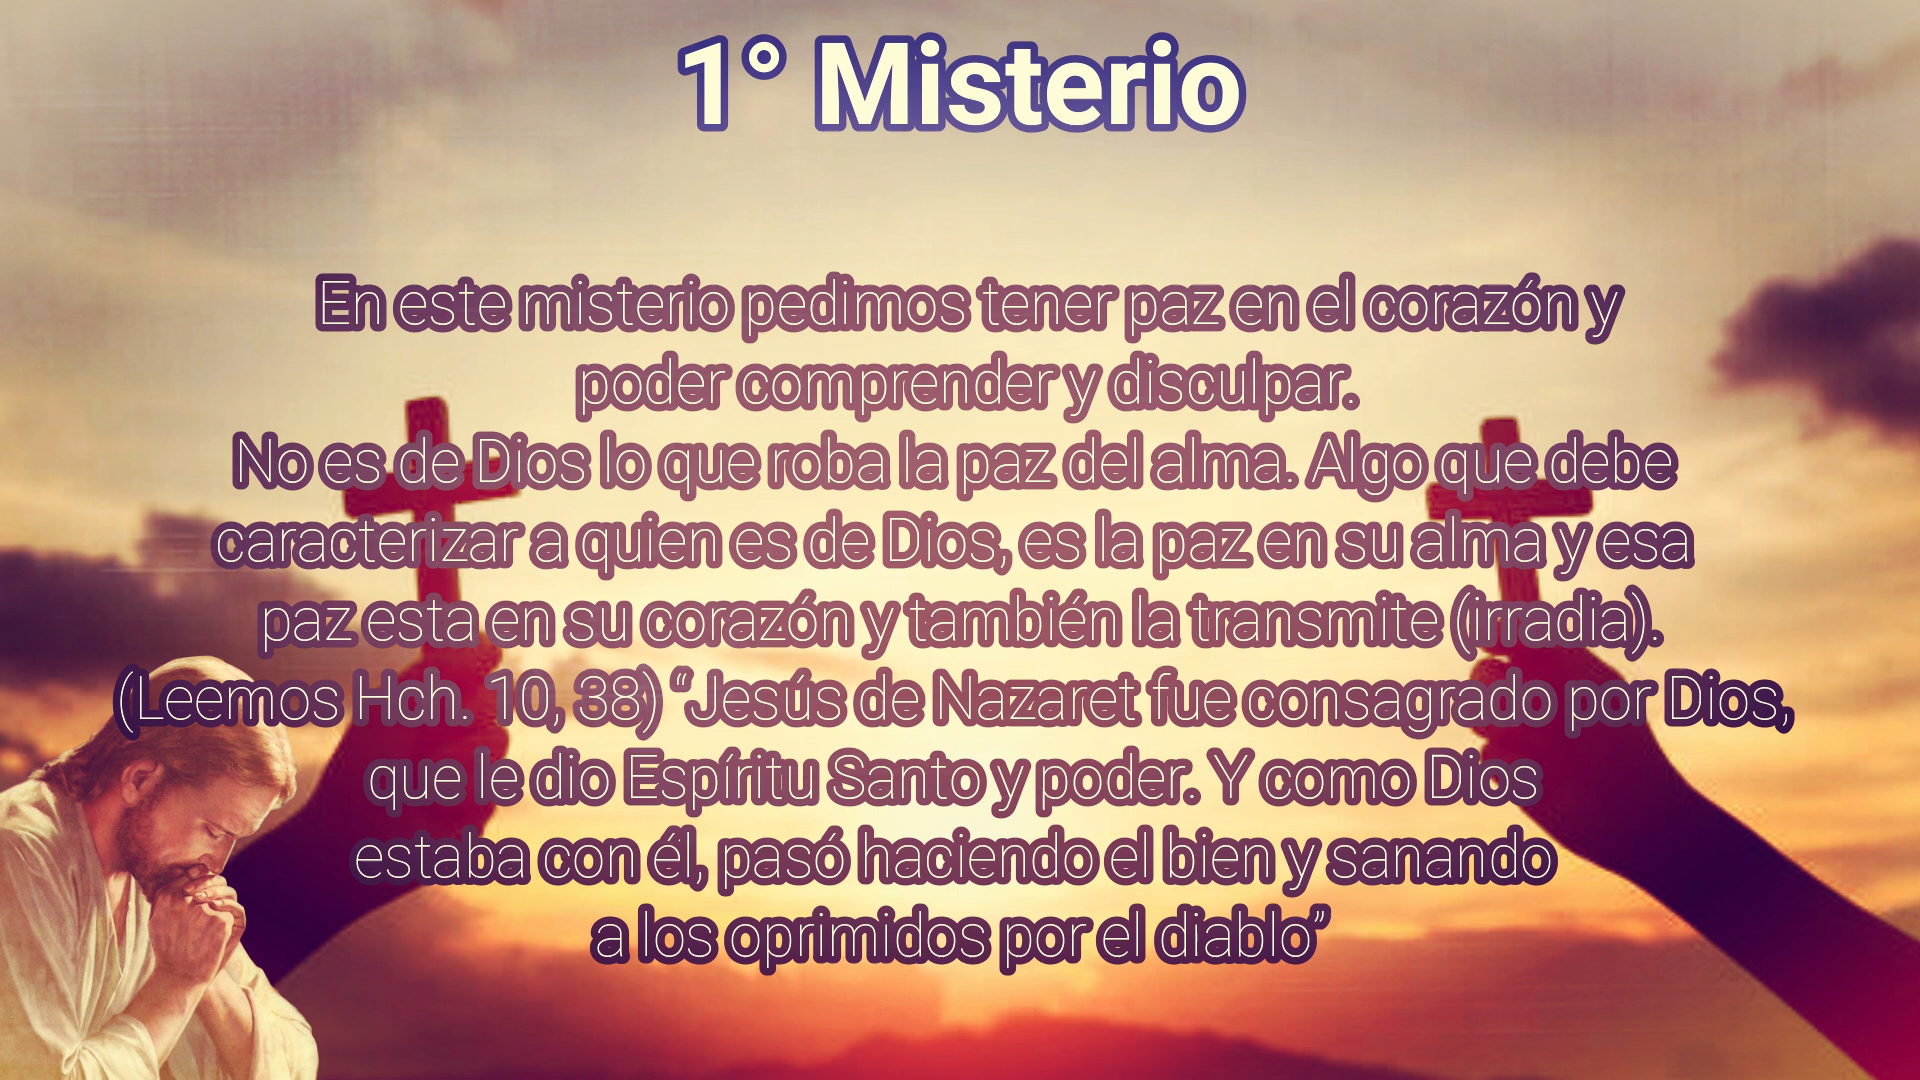 1° Misterio
En este misterio pedimos tener paz en el corazón y
poder comprender y disculpar.
No es de Dios lo que roba la paz del alma. Algo que debe
caracterizar a quien es de Dios, es la paz en su alma y esa
paz esta en su corazón y también la transmite (irradia).
(Leemos Hch. 10, 38) “Jesús de Nazaret fue consagrado por Dios,
que le dio Espíritu Santo y poder. Y como Dios
estaba con él, pasó haciendo el bien y sanando
a los oprimidos por el diablo”